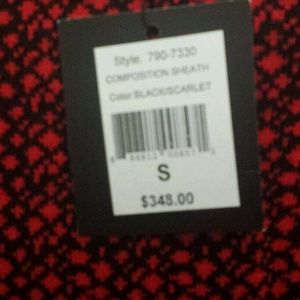 Style: 790-7330
COMPOSITION SHEATH
Color: BLACK/SCARLET
S
$348.00